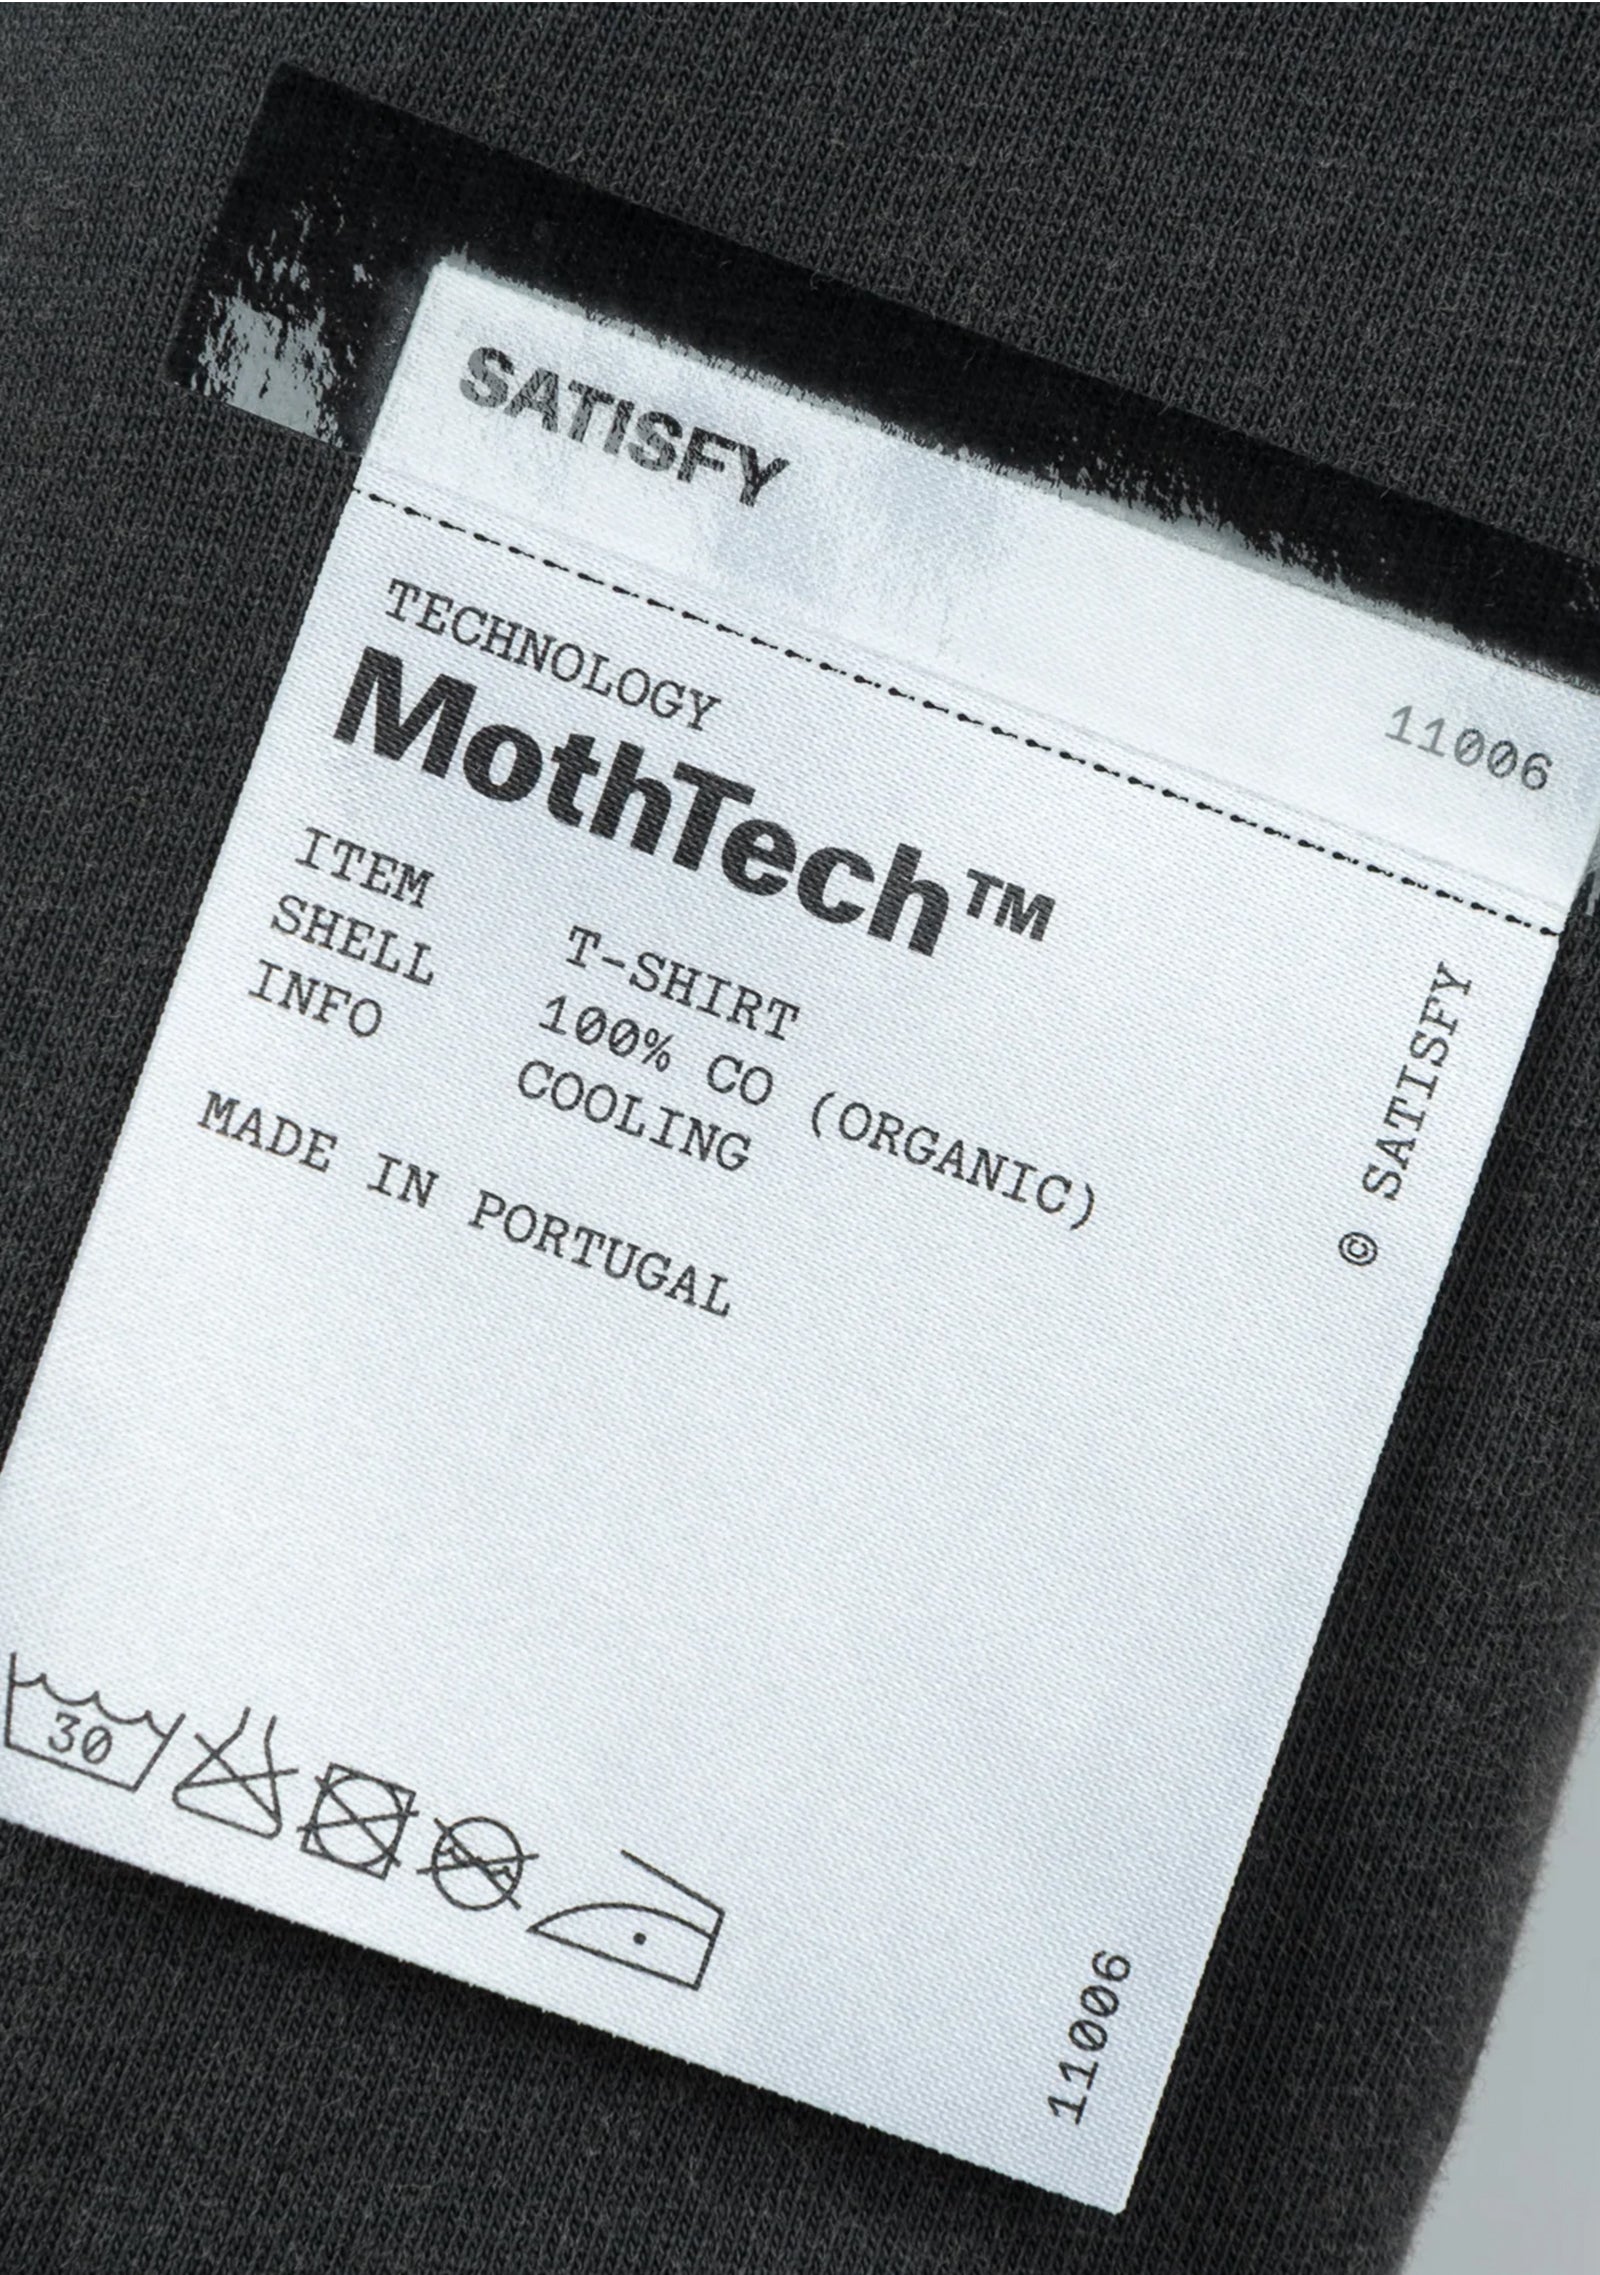 SATISFY
11006
TECHNOLOGY
MothTech™
ITEM T-SHIRT
SHELL 100% CO (ORGANIC)
INFO COOLING
MADE IN PORTUGAL
© SATISFY
30
11006